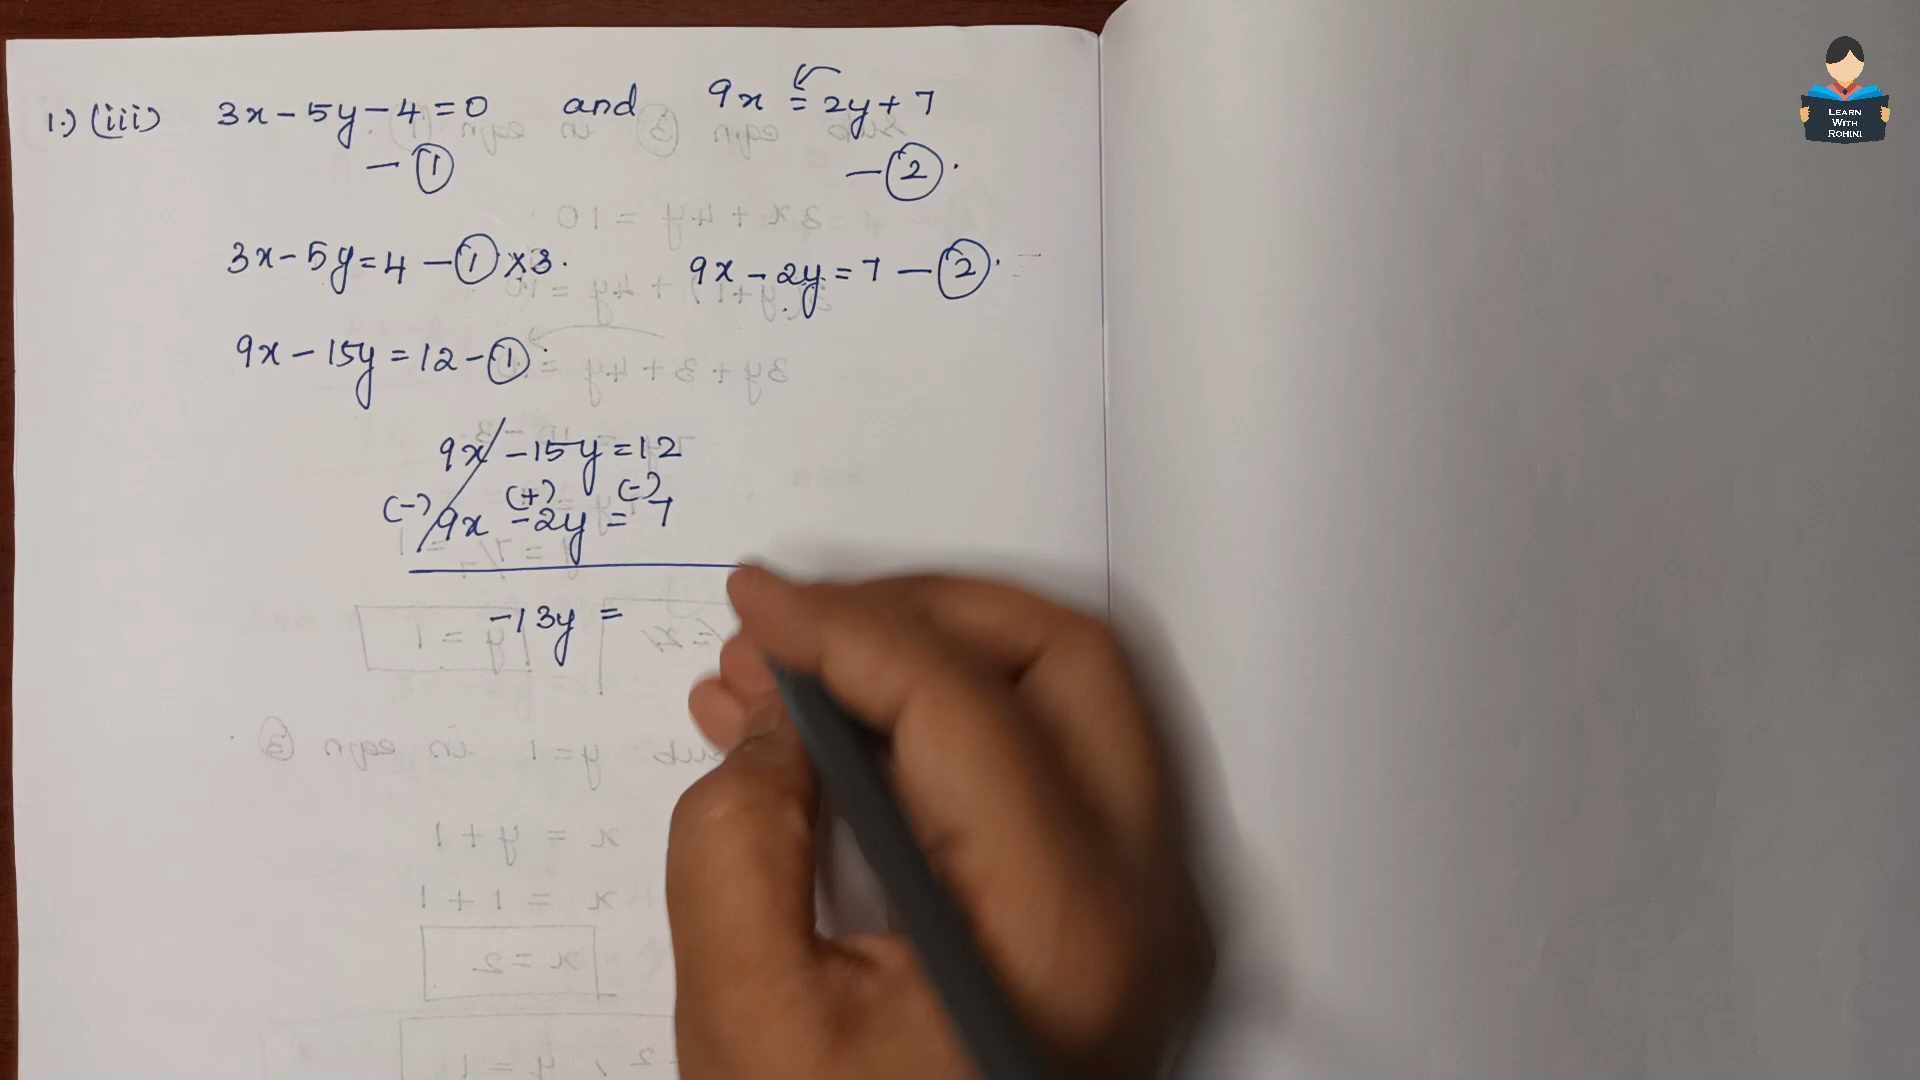 1.) (iii) 3x - 5y - 4 = 0 and 9x = 2y + 7
- ① - ② .
3x - 5y = 4 - ① × 3 . 9x - 2y = 7 - ② .
9x - 15y = 12 - ① .
9x - 15y = 12
(-) (+) (-)
9x - 2y = 7
-13y =
LEARN
WITH
ROHINI